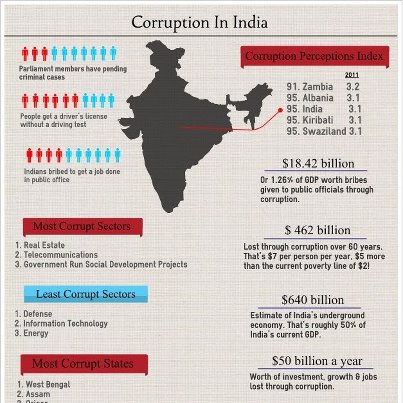 Corruption In India
Parliament members have pending
criminal cases
People get a driver's license
without a driving test
Indians bribed to get a job done
in public office
Corruption Perceptions Index
2011
91. Zambia 3.2
95. Albania 3.1
95. India 3.1
95. Kiribati 3.1
95. Swaziland 3.1
$18.42 billion
Or 1.26% of GDP worth bribes
given to public officials through
corruption.
$ 462 billion
Lost through corruption over 60 years.
That's $7 per person per year, $5 more
than the current poverty line of $2!
$640 billion
Estimate of India's underground
economy. That's roughly 50% of
India's current GDP.
$50 billion a year
Worth of investment, growth & jobs
lost through corruption.
Most Corrupt Sectors
1. Real Estate
2. Telecommunications
3. Government Run Social Development Projects
Least Corrupt Sectors
1. Defense
2. Information Technology
3. Energy
Most Corrupt States
1. West Bengal
2. Assam